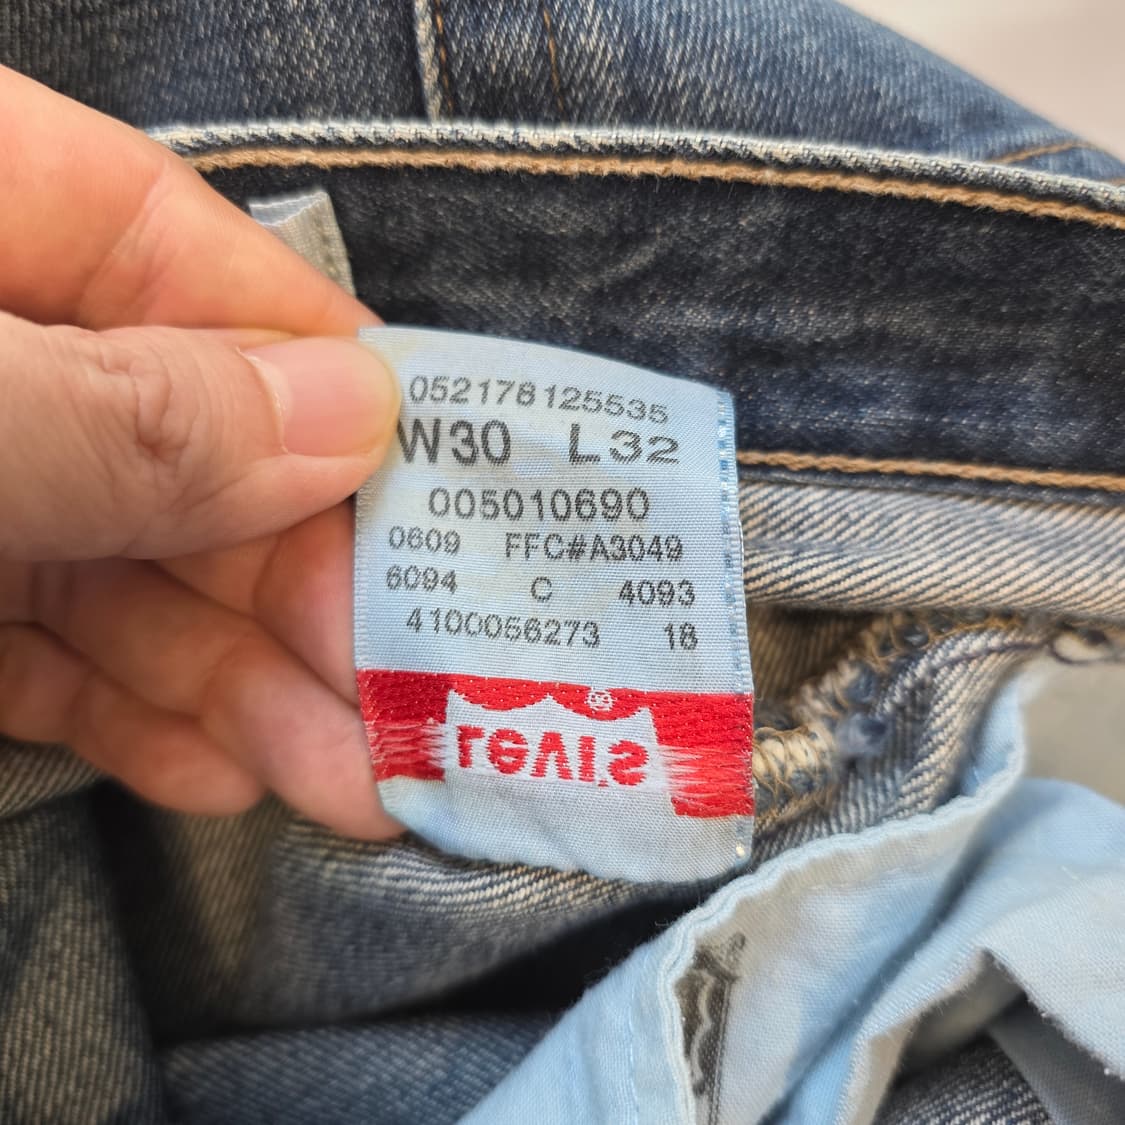 052178125535
W30 L32
005010690
0609 FFC#A3049
6094 C 4093
4100056273 18
Levi's